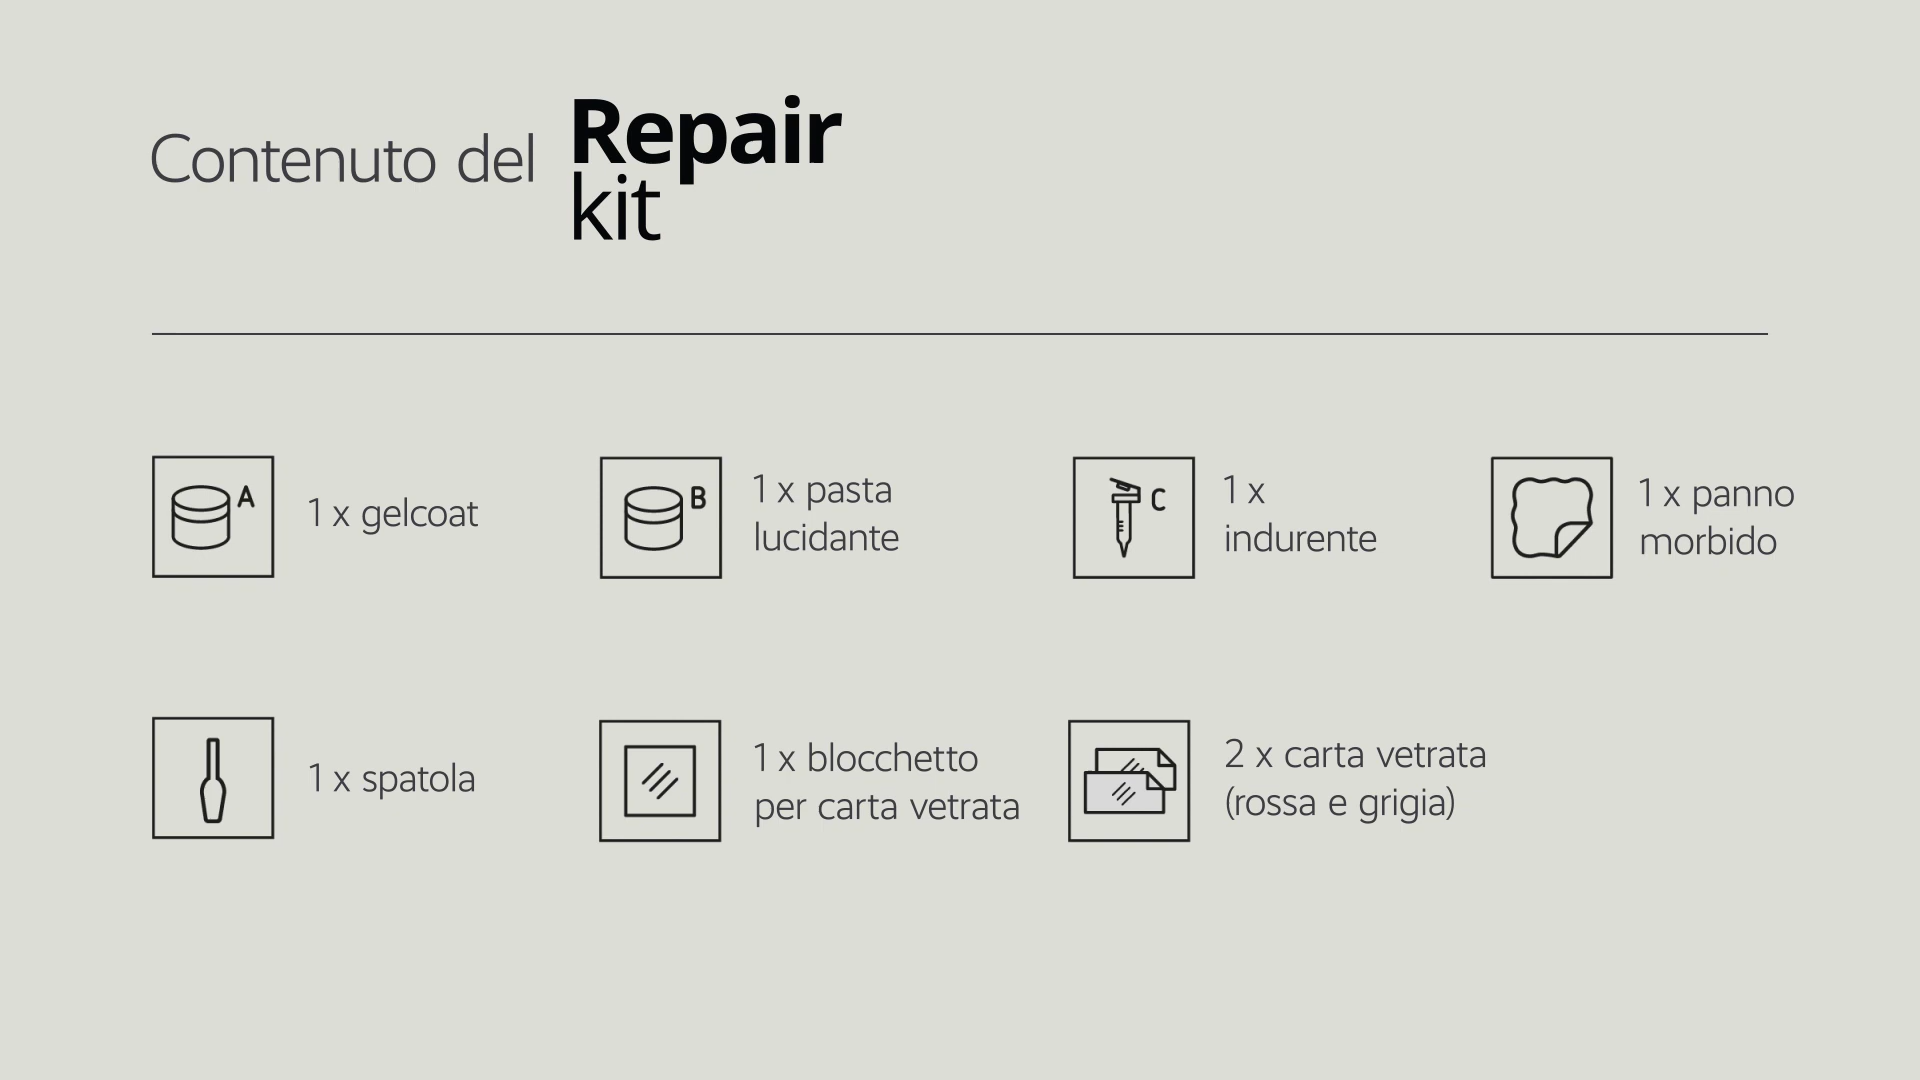 Contenuto del Repair
kit
A
1 x gelcoat
B
1 x pasta
lucidante
C
1 x
indurente
1 x panno
morbido
1 x spatola
1 x blocchetto
per carta vetrata
2 x carta vetrata
(rossa e grigia)